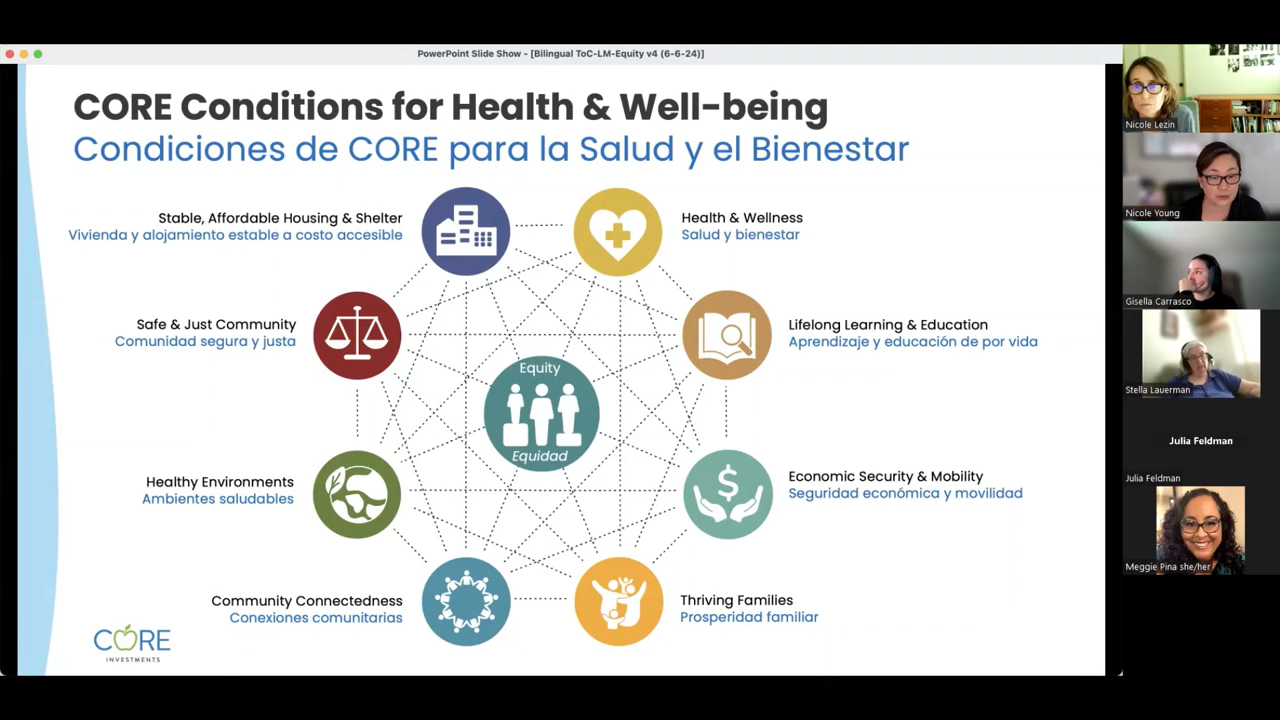 PowerPoint Slide Show - [Bilingual ToC-LM-Equity v4 (6-6-24)]
CORE Conditions for Health & Well-being
Condiciones de CORE para la Salud y el Bienestar
Stable, Affordable Housing & Shelter
Vivienda y alojamiento estable a costo accesible
Health & Wellness
Salud y bienestar
Safe & Just Community
Comunidad segura y justa
Lifelong Learning & Education
Aprendizaje y educación de por vida
Equity
Equidad
Healthy Environments
Ambientes saludables
Economic Security & Mobility
Seguridad económica y movilidad
Community Connectedness
Conexiones comunitarias
Thriving Families
Prosperidad familiar
CORE
INVESTMENTS
Nicole Lezin
Nicole Young
Gisella Carrasco
Stella Lauerman
Julia Feldman
Julia Feldman
Meggie Pina she/her